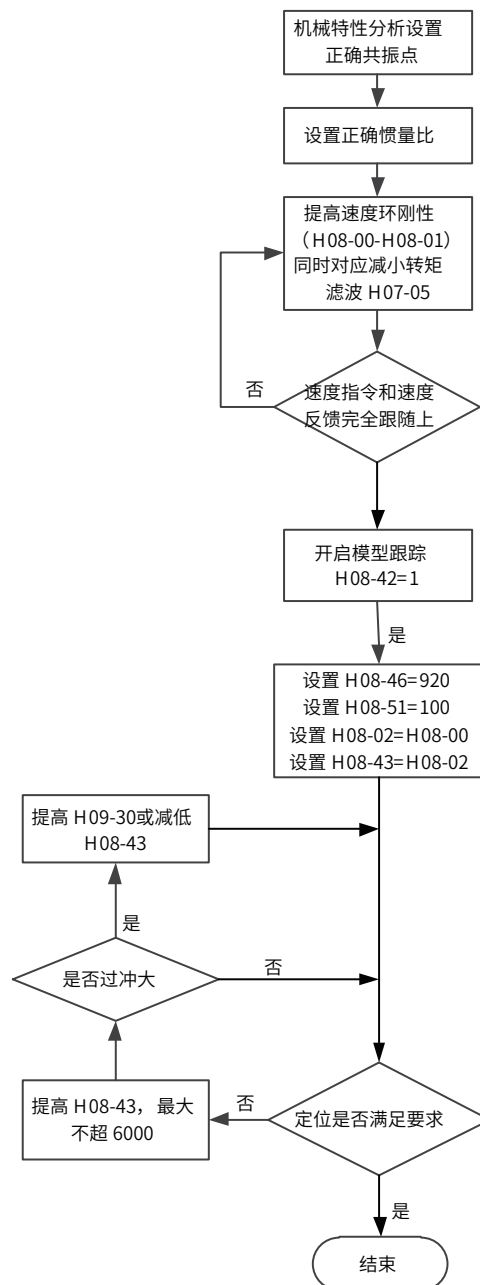 机械特性分析设置
正确共振点
设置正确惯量比
提高速度环刚性
（H08-00-H08-01）
同时对应减小转矩
滤波 H07-05
否
速度指令和速度
反馈完全跟随上
开启模型跟踪
H08-42=1
是
设置 H08-46=920
设置 H08-51=100
设置 H08-02=H08-00
设置 H08-43=H08-02
提高 H09-30或减低
H08-43
是
是否过冲大
否
提高 H08-43，最大
不超 6000
否
定位是否满足要求
是
结束